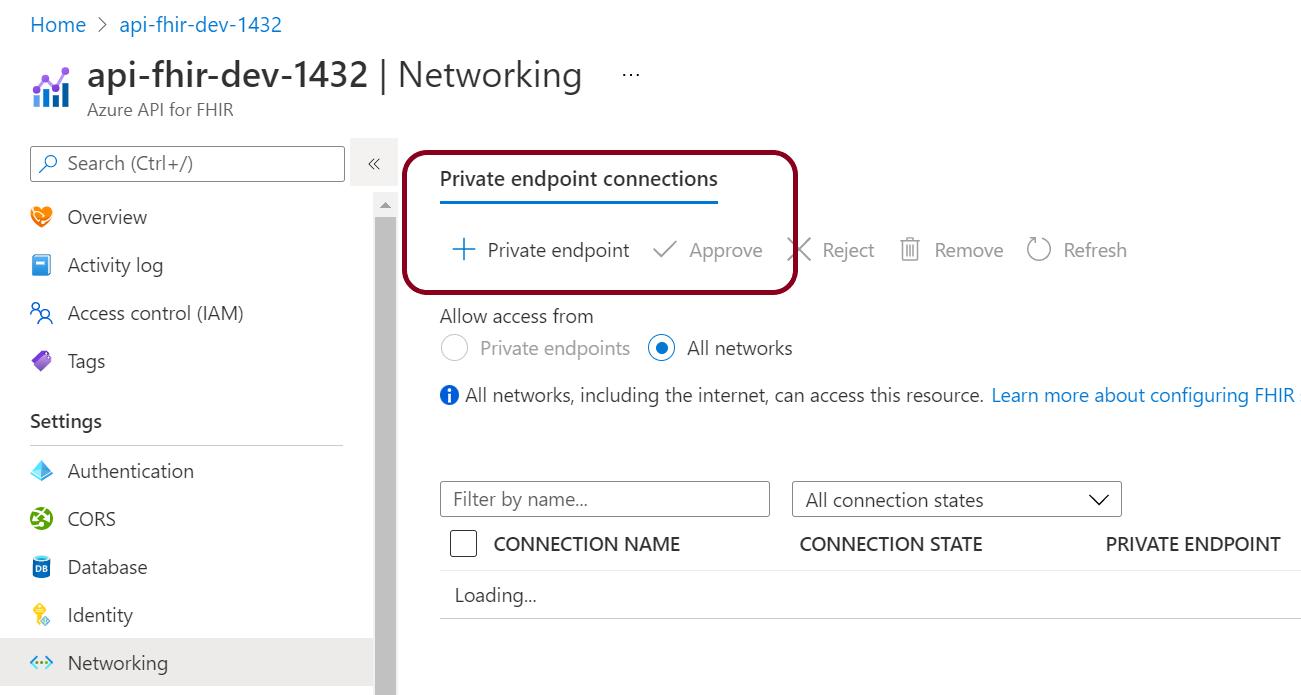 Home > api-fhir-dev-1432
api-fhir-dev-1432 | Networking ...
Azure API for FHIR
Search (Ctrl+/)
«
Overview
Activity log
Access control (IAM)
Tags
Settings
Authentication
CORS
DB Database
Identity
Networking
Private endpoint connections
+ Private endpoint Approve Reject Remove Refresh
Allow access from
Private endpoints All networks
All networks, including the internet, can access this resource. Learn more about configuring FHIR
Filter by name... All connection states
CONNECTION NAME CONNECTION STATE PRIVATE ENDPOINT
Loading...